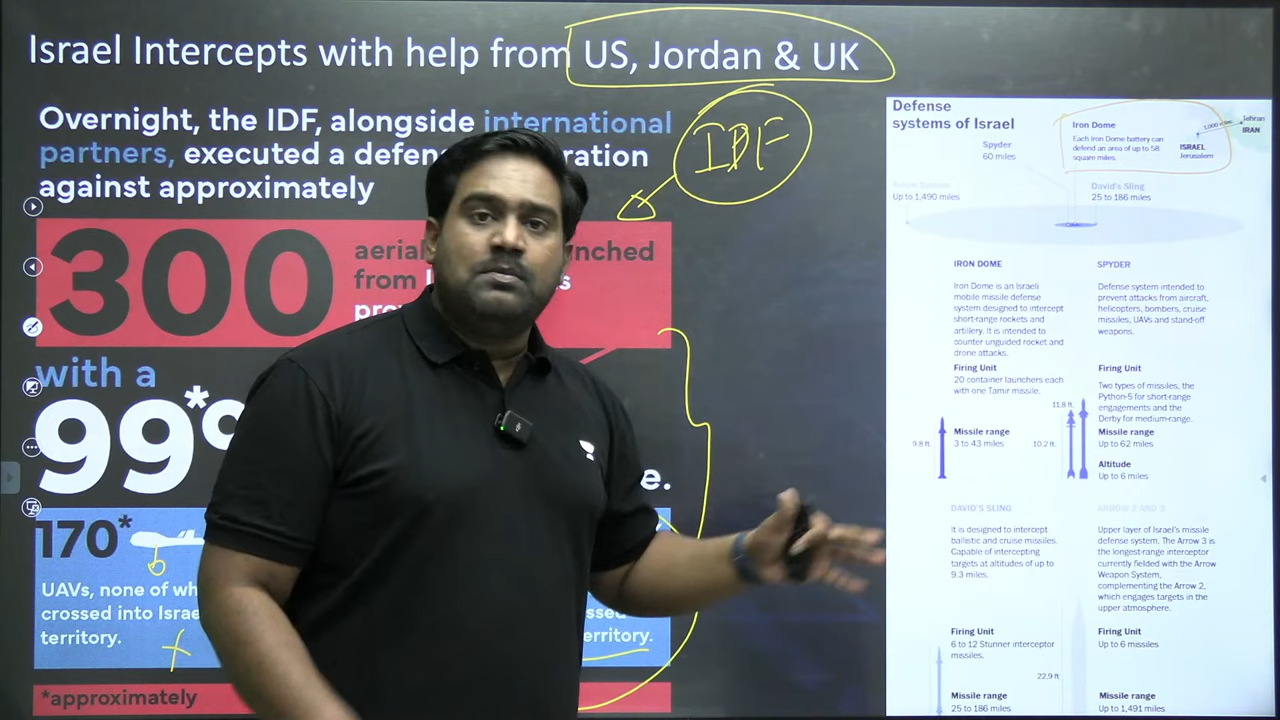 Israel Intercepts with help from US, Jordan & UK
Overnight, the IDF, alongside international
partners, executed a
against approximately
IDF
300
aerial
from
with a
99*
e.
170*
UAVs, none of
crossed into
territory.
territory.
*approximately
Defense
systems of Israel
Spyder
60 miles
Iron Dome
Each Iron Dome battery can
defend an area of up to 58
square miles.
Tehran
IRAN
ISRAEL
Jerusalem
Up to 1,490 miles
David's Sling
25 to 186 miles
IRON DOME
Iron Dome is an Israeli
mobile missile defense
system designed to intercept
short-range rockets and
artillery. It is intended to
counter unguided rocket and
drone attacks.
Firing Unit
20 container launchers each
with one Tamir missile.
9.8 ft.
Missile range
3 to 43 miles
SPYDER
Defense system intended to
prevent attacks from aircraft,
helicopters, bombers, cruise
missiles, UAVs and stand-off
weapons.
Firing Unit
Two types of missiles, the
Python-5 for short-range
engagements and the
Derby for medium-range.
11.8 ft.
10.2 ft.
Missile range
Up to 62 miles
Altitude
Up to 6 miles
DAVID'S SLING
It is designed to intercept
ballistic and cruise missiles.
Capable of intercepting
targets at altitudes of up to
9.3 miles.
Firing Unit
6 to 12 Stunner interceptor
missiles.
22.9 ft
Missile range
25 to 186 miles
ARROW 2 AND 3
Upper layer of Israel's missile
defense system. The Arrow 3 is
the longest-range interceptor
currently fielded with the Arrow
Weapon System,
complementing the Arrow 2,
which engages targets in the
upper atmosphere.
Firing Unit
Up to 6 missiles
Missile range
Up to 1,491 miles